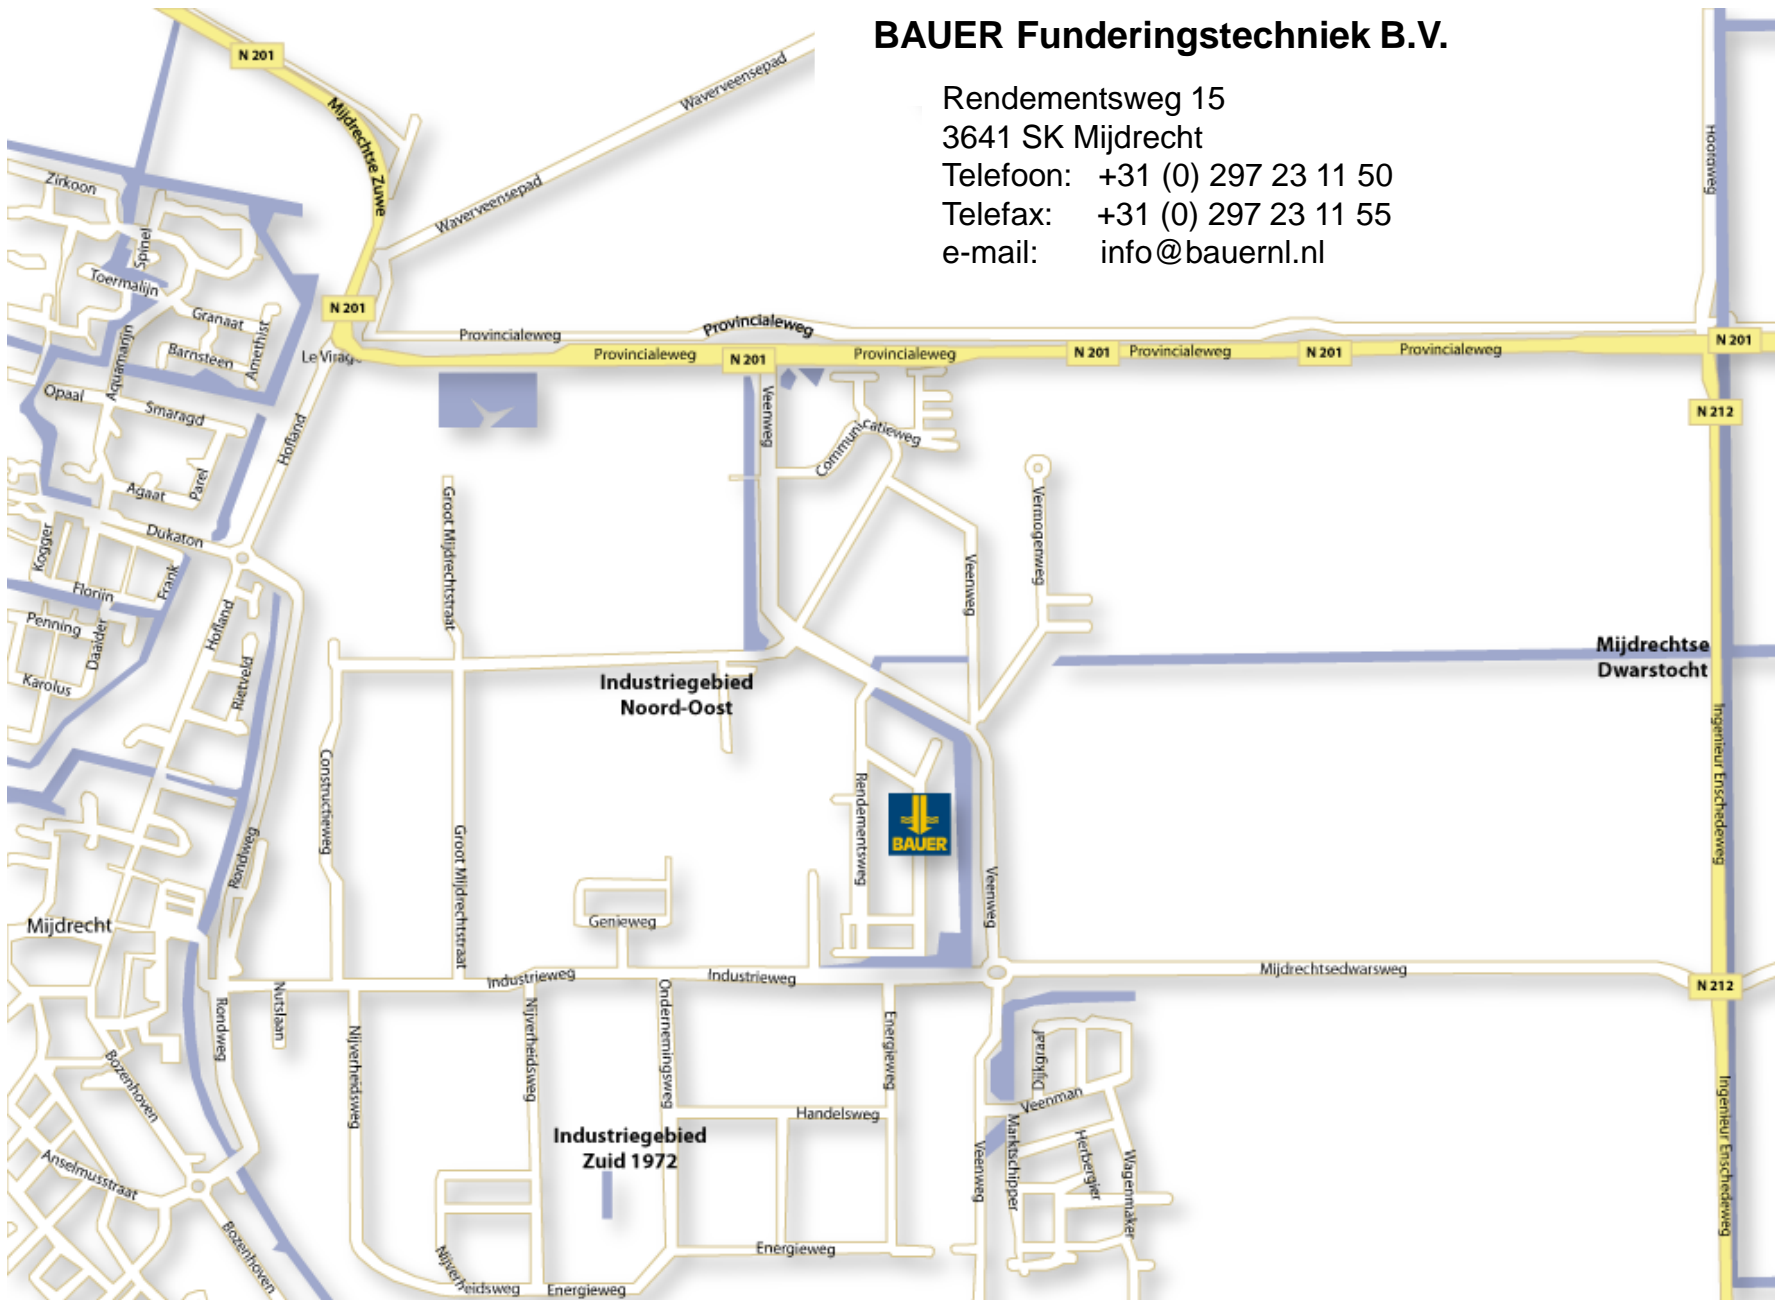 BAUER Funderingstechniek B.V.
Rendementsweg 15
3641 SK Mijdrecht
Telefoon: +31 (0) 297 23 11 50
Telefax: +31 (0) 297 23 11 55
e-mail: info@bauernl.nl
N 201
Mijdrechtse Zuwe
Waverveensepad
Waverveensepad
Hoofdweg
Zirkoon
Spinel
Toermalijn
Granaat
Amethist
Barnsteen
Aquamarijn
Opaal
Smaragd
Parel
Agaat
Le Virage
N 201
Provincialeweg
Provincialeweg
Provincialeweg
N 201
Provincialeweg
N 201
Provincialeweg
N 201
Provincialeweg
N 201
N 212
Hofland
Veenweg
Communicatieweg
Groot Mijdrechtstraat
Vermogenweg
Veenweg
Dukaton
Kogger
Florijn
Frank
Penning
Daalder
Karolus
Hofland
Rietveld
Industriegebied
Noord-Oost
Mijdrechtse
Dwarstocht
Ingenieur Enschedeweg
Constructieweg
Groot Mijdrechtstraat
Rendementsweg
BAUER
Veenweg
Rondweg
Mijdrecht
Genieweg
Industrieweg
Industrieweg
Mijdrechtsedwarsweg
N 212
Nutslaan
Rondweg
Nijverheidsweg
Nijverheidsweg
Ondernemingsweg
Energieweg
Dijkgraaf
Veenman
Bozenhoven
Handelsweg
Marktschipper
Herbergier
Wagenmaker
Veenweg
Ingenieur Enschedeweg
Industriegebied
Zuid 1972
Anselmusstraat
Bozenhoven
Nijverheidsweg
Energieweg
Energieweg